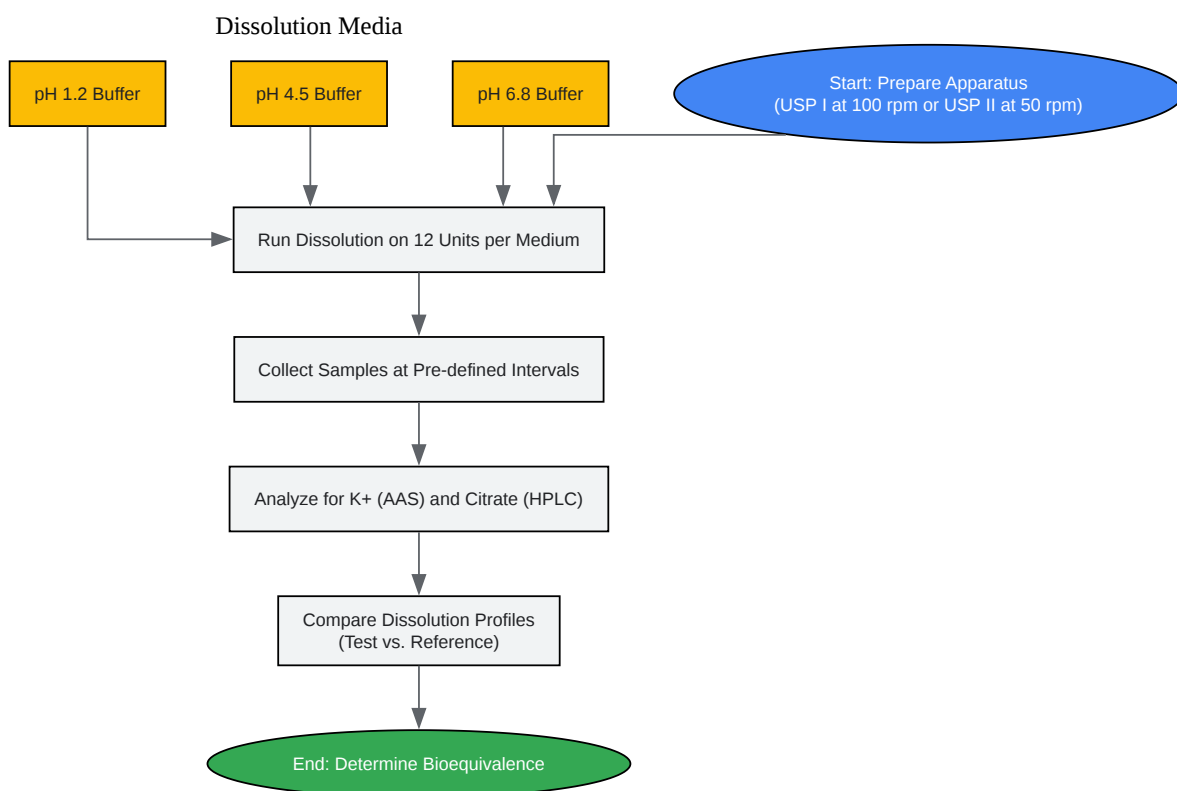 Dissolution Media
pH 1.2 Buffer
pH 4.5 Buffer
pH 6.8 Buffer
Start: Prepare Apparatus
(USP I at 100 rpm or USP II at 50 rpm)
Run Dissolution on 12 Units per Medium
Collect Samples at Pre-defined Intervals
Analyze for K+ (AAS) and Citrate (HPLC)
Compare Dissolution Profiles
(Test vs. Reference)
End: Determine Bioequivalence